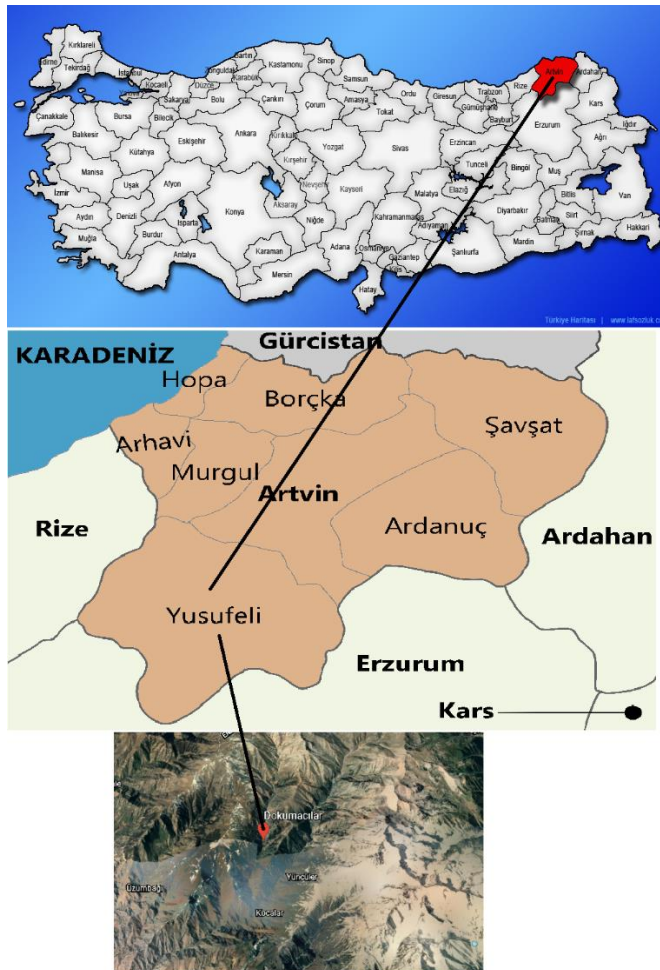 Kırklareli
Edirne
Tekirdağ
İstanbul
Yalova
Kocaeli
Sakarya
Düzce
Zonguldak
Bartın
Karabük
Kastamonu
Sinop
Samsun
Ordu
Giresun
Trabzon
Rize
Artvin
Ardahan
Kars
Iğdır
Ağrı
Erzurum
Bayburt
Gümüşhane
Erzincan
Tunceli
Bingöl
Muş
Bitlis
Van
Hakkari
Şırnak
Siirt
Batman
Mardin
Diyarbakır
Elazığ
Malatya
Adıyaman
Şanlıurfa
Gaziantep
Kilis
Kahramanmaraş
Osmaniye
Hatay
Adana
Mersin
Karaman
Niğde
Kayseri
Nevşehir
Aksaray
Kırşehir
Kırıkkale
Yozgat
Sivas
Tokat
Amasya
Çorum
Çankırı
Ankara
Bolu
Bilecik
Eskişehir
Bursa
Çanakkale
Balıkesir
Kütahya
Manisa
Uşak
Afyon
İzmir
Aydın
Denizli
Isparta
Burdur
Muğla
Antalya
Konya
Türkiye Haritası | www.lafsozluk.c
Gürcistan
KARADENİZ
Hopa
Borçka
Şavşat
Arhavi
Murgul
Artvin
Rize
Ardanuç
Ardahan
Yusufeli
Erzurum
Kars
Dokumacılar
Yüncüler
Üzümbağı
Kocalar